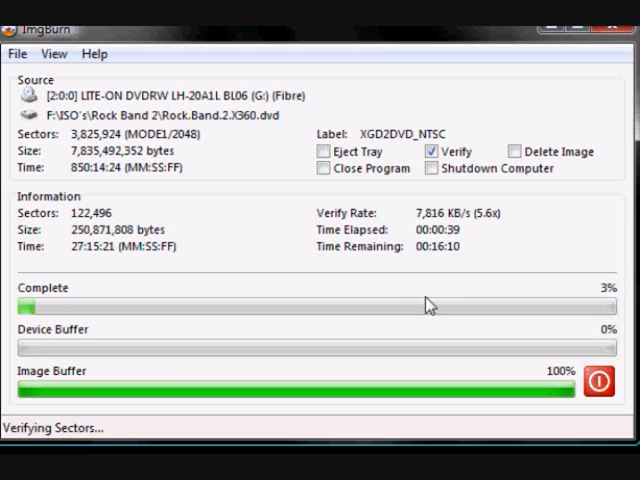 ImgBurn
File View Help
Source
[2:0:0] LITE-ON DVDRW LH-20A1L BL06 (G:) (Fibre)
F:\ISO's\Rock Band 2\Rock.Band.2.X360.dvd
Sectors: 3,825,924 (MODE1/2048) Label: XGD2DVD_NTSC
Size: 7,835,492,352 bytes Eject Tray Verify Delete Image
Time: 850:14:24 (MM:SS:FF) Close Program Shutdown Computer
Information
Sectors: 122,496 Verify Rate: 7,816 KB/s (5.6x)
Size: 250,871,808 bytes Time Elapsed: 00:00:39
Time: 27:15:21 (MM:SS:FF) Time Remaining: 00:16:10
Complete 3%
Device Buffer 0%
Image Buffer 100%
Verifying Sectors...